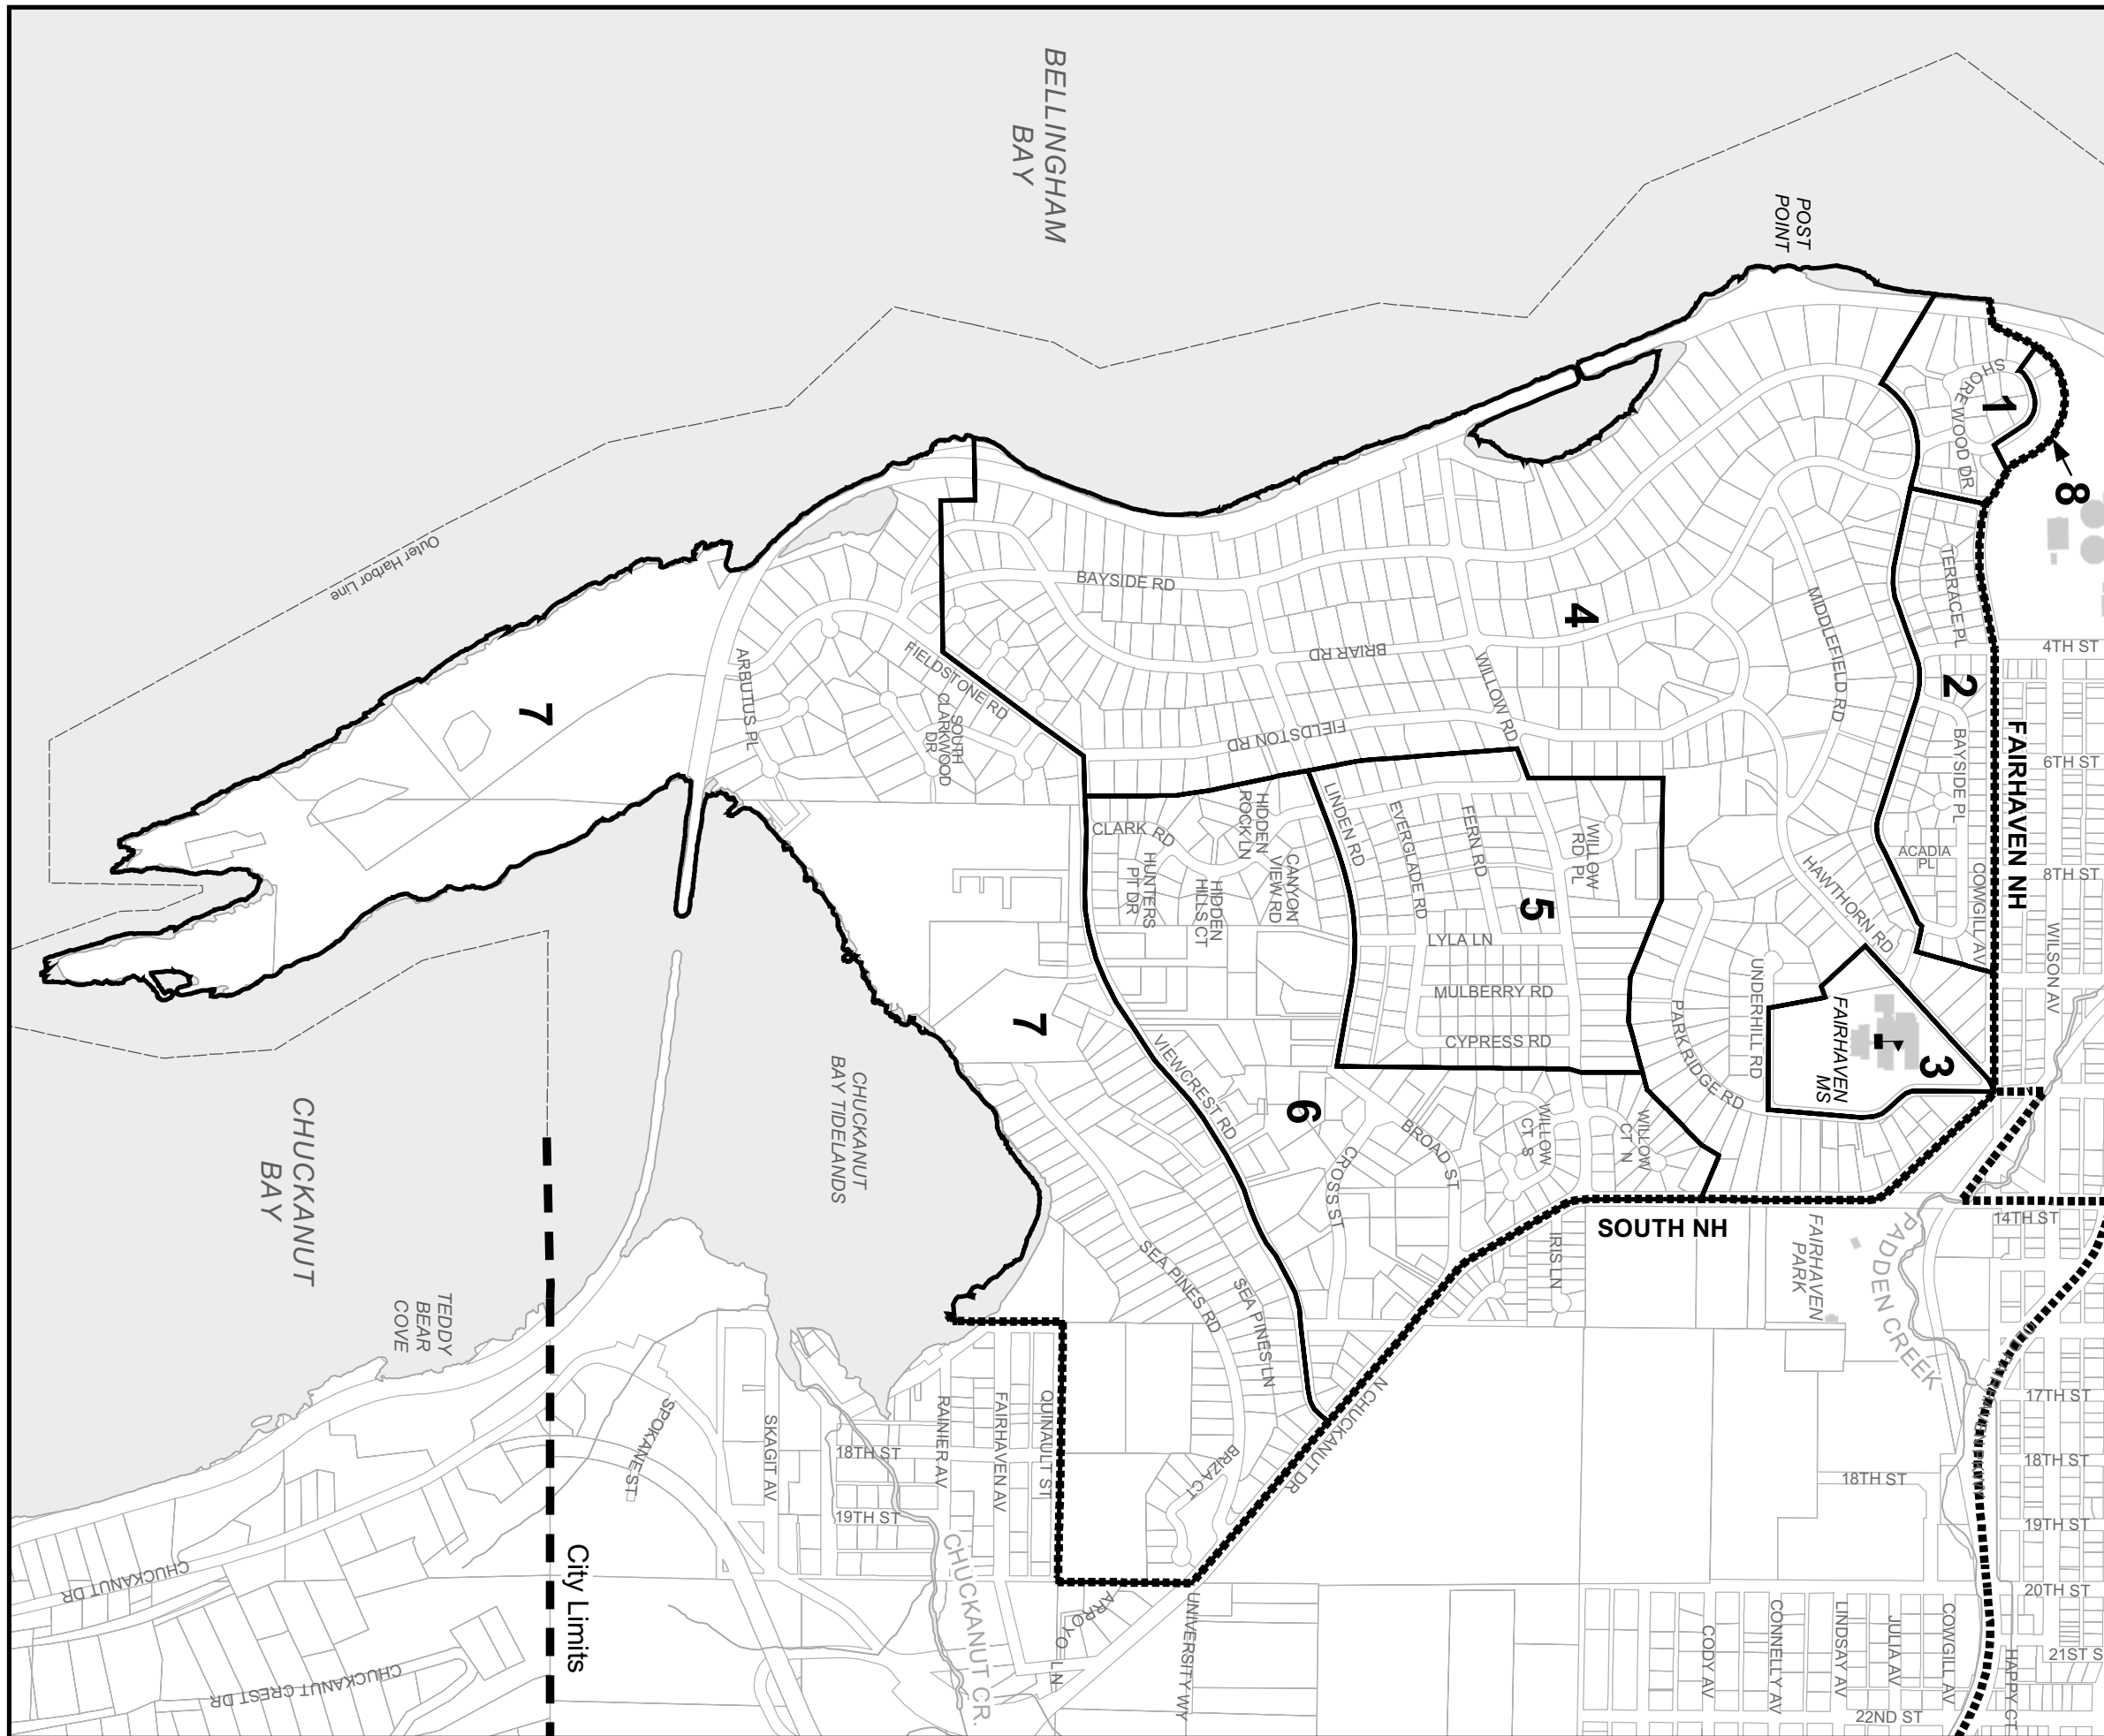 BELLINGHAM
BAY
POST
POINT
Outer Harbor Line
SHOREWOOD DR
1
8
TERRACE PL
4TH ST
2
FAIRHAVEN NH
6TH ST
BAYSIDE PL
ACADIA
PL
COWGILL AV
8TH ST
WILSON AV
MIDDLEFIELD RD
HAWTHORN RD
4
BAYSIDE RD
BRIAR RD
WILLOW RD
FIELDSTON RD
FIELDSTONE RD
SOUTH
CLARKWOOD
DR
ARBUTUS PL
7
CLARK RD
HIDDEN
ROCK LN
HUNTERS
PT DR
HIDDEN
HILLS CT
CANYON
VIEW RD
LINDEN RD
EVERGLADE RD
FERN RD
WILLOW
RD PL
5
LYLA LN
MULBERRY RD
CYPRESS RD
UNDERHILL RD
PARK RIDGE RD
FAIRHAVEN
MS
3
7
VIEWCREST RD
6
BROAD ST
CROSS ST
WILLOW
CT S
WILLOW
CT N
SOUTH NH
IRIS LN
FAIRHAVEN
PARK
PADDEN CREEK
14TH ST
17TH ST
18TH ST
18TH ST
19TH ST
20TH ST
21ST S
22ND ST
HAPPY CT
COWGILL AV
JULIA AV
LINDSAY AV
CONNELLY AV
CODY AV
CHUCKANUT
BAY TIDELANDS
CHUCKANUT
BAY
TEDDY
BEAR
COVE
SEA PINES RD
SEA PINES LN
N CHUCKANUT DR
BRIZA CT
QUINAULT ST
FAIRHAVEN AV
RAINIER AV
18TH ST
19TH ST
SKAGIT AV
SPOKANE ST
CHUCKANUT CR.
ARROYO LN
UNIVERSITY WY
City Limits
CHUCKANUT DR
CHUCKANUT CREST DR